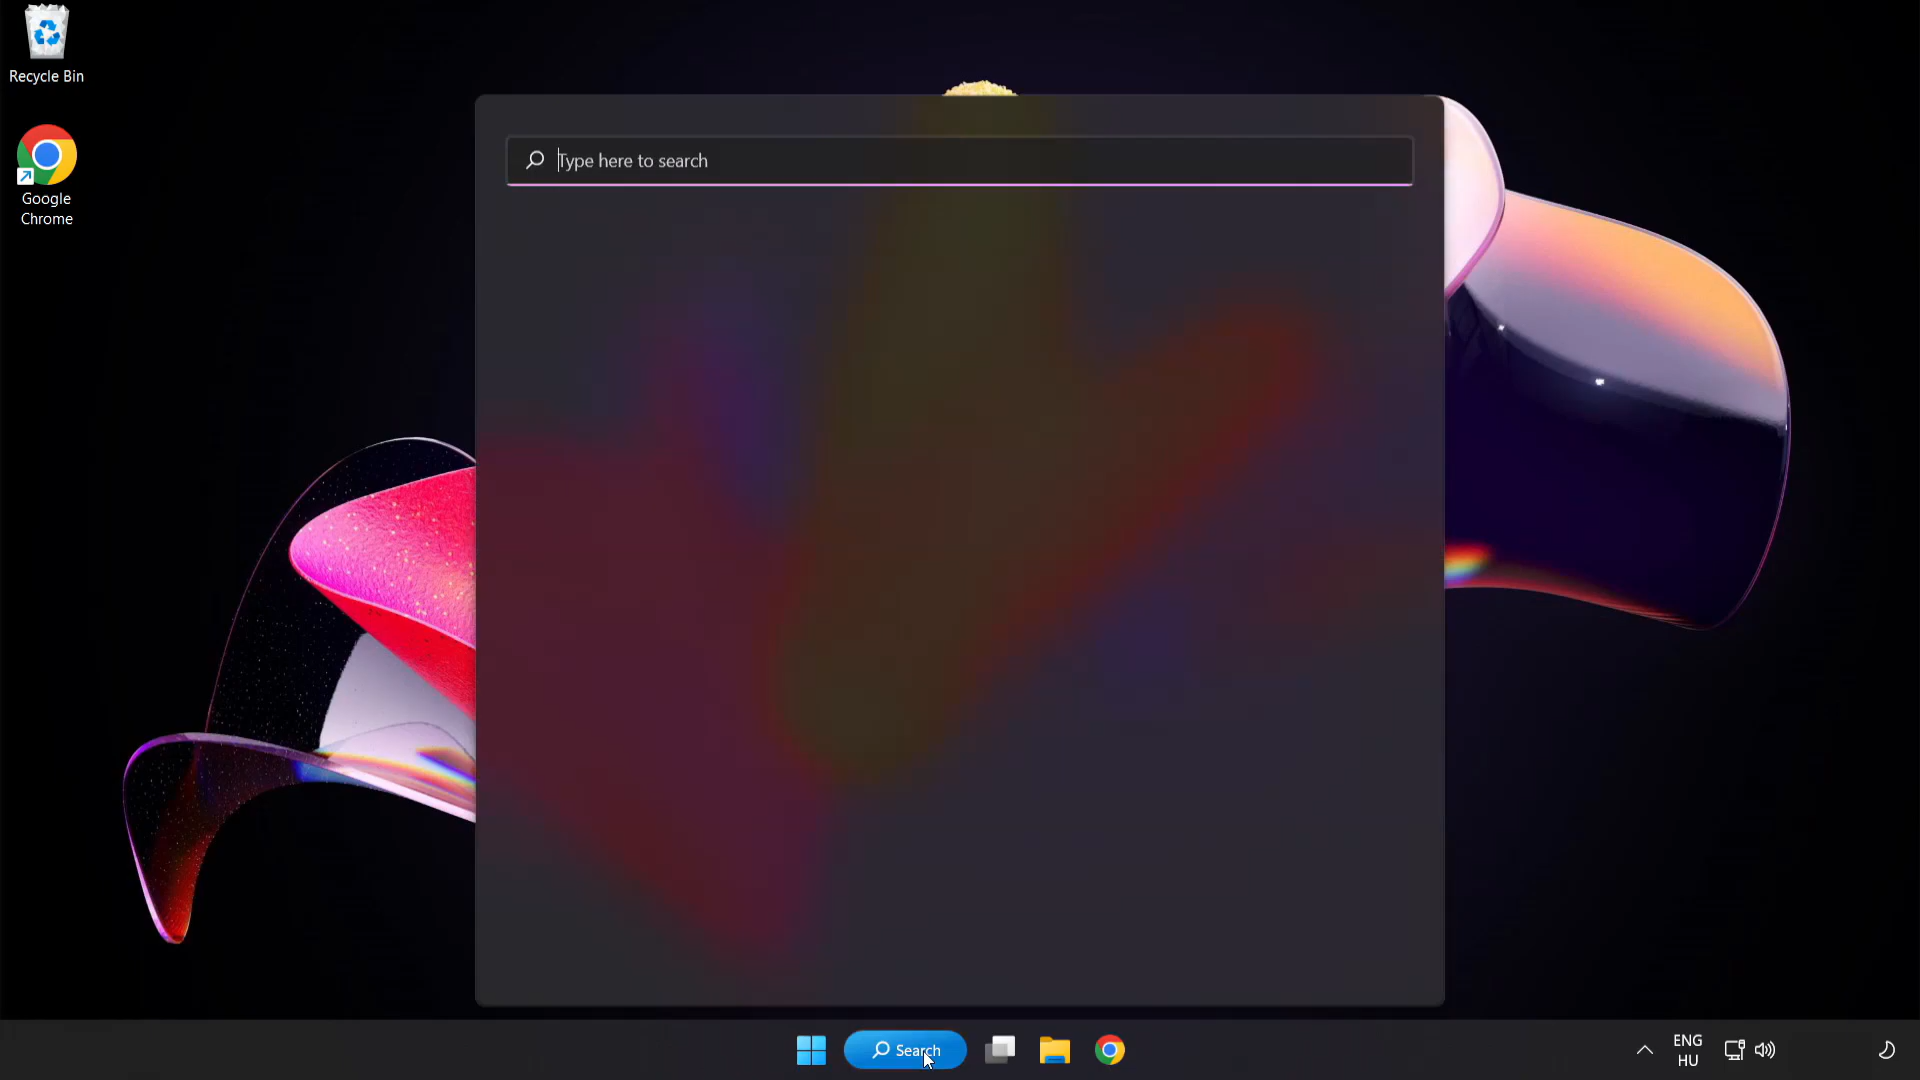 Recycle Bin
Google
Chrome
Type here to search
Search
ENG
HU